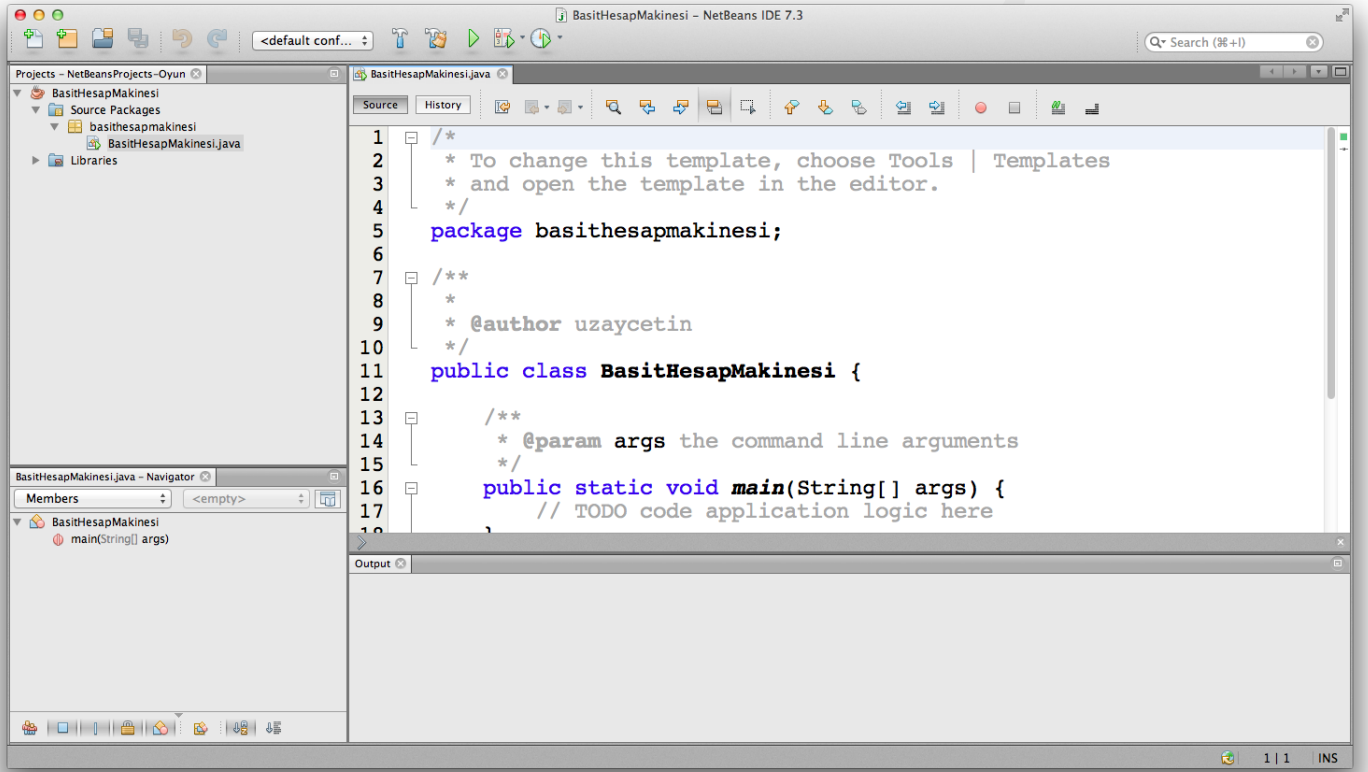 BasitHesapMakinesi - NetBeans IDE 7.3
<default conf...
Search (⌘+I)
Projects - NetBeansProjects-Oyun
BasitHesapMakinesi
Source Packages
basithesapmakinesi
BasitHesapMakinesi.java
Libraries
BasitHesapMakinesi.java - Navigator
Members
<empty>
BasitHesapMakinesi
main(String[] args)
BasitHesapMakinesi.java
Source History
1 /*
2 * To change this template, choose Tools | Templates
3 * and open the template in the editor.
4 */
5 package basithesapmakinesi;
6
7 /**
8 *
9 * @author uzaycetin
10 */
11 public class BasitHesapMakinesi {
12
13 /**
14 * @param args the command line arguments
15 */
16 public static void main(String[] args) {
17 // TODO code application logic here
Output
1 | 1 INS